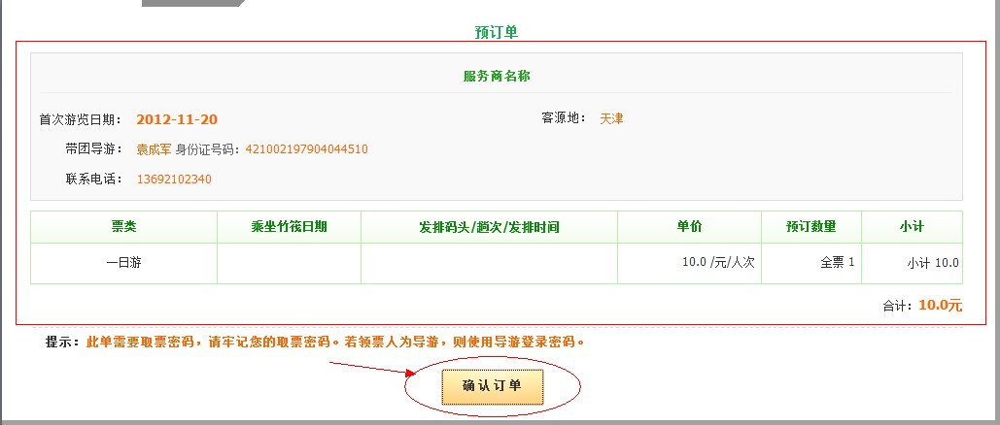 预订单
服务商名称
首次游览日期： 2012-11-20 客源地： 天津
带团导游： 袁成军 身份证号码：421002197904044510
联系电话： 13692102340
票类 乘坐竹筏日期 发排码头/趟次/发排时间 单价 预订数量 小计
一日游 10.0 /元/人次 全票 1 小计 10.0
合计：10.0元
提示：此单需要取票密码，请牢记您的取票密码。若领票人为导游，则使用导游登录密码。
确认订单